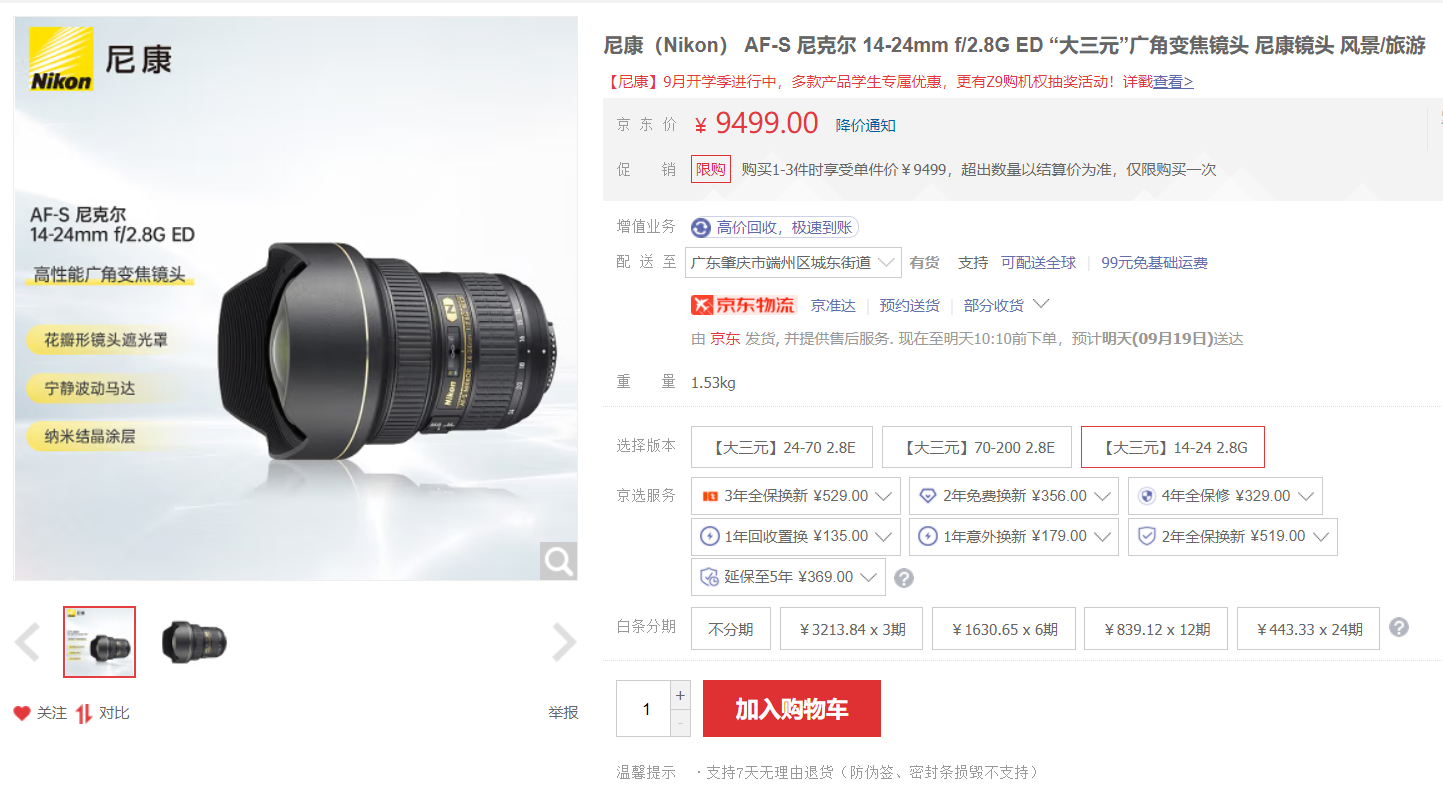 Nikon
尼康
AF-S 尼克尔
14-24mm f/2.8G ED
高性能广角变焦镜头
花瓣形镜头遮光罩
宁静波动马达
纳米结晶涂层
关注 对比 举报
尼康（Nikon） AF-S 尼克尔 14-24mm f/2.8G ED “大三元”广角变焦镜头 尼康镜头 风景/旅游
【尼康】9月开学季进行中，多款产品学生专属优惠，更有Z9购机权抽奖活动！详戳查看>
京东价 ￥9499.00 降价通知
促销 限购 购买1-3件时享受单件价￥9499，超出数量以结算价为准，仅限购买一次
增值业务 高价回收，极速到账
配送至 广东肇庆市端州区城东街道 有货 支持 可配送全球 99元免基础运费
京东物流 京准达 预约送货 部分收货
由 京东 发货, 并提供售后服务. 现在至明天10:10前下单，预计明天(09月19日)送达
重量 1.53kg
选择版本 【大三元】24-70 2.8E 【大三元】70-200 2.8E 【大三元】14-24 2.8G
京选服务 3年全保换新 ¥529.00 2年免费换新 ¥356.00 4年全保修 ¥329.00
1年回收置换 ¥135.00 1年意外换新 ¥179.00 2年全保换新 ¥519.00
延保至5年 ¥369.00 ?
白条分期 不分期 ￥3213.84 x 3期 ￥1630.65 x 6期 ￥839.12 x 12期 ￥443.33 x 24期 ?
1 + -
加入购物车
温馨提示 ·支持7天无理由退货（防伪签、密封条损毁不支持）